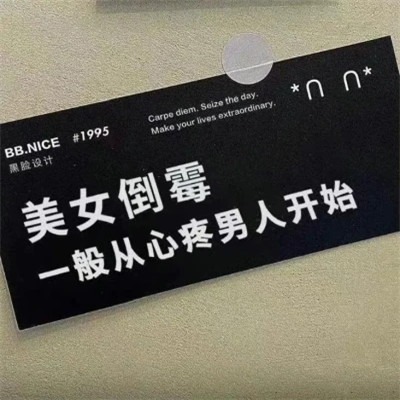 BB.NICE #1995
黑脸设计
Carpe diem. Seize the day.
Make your lives extraordinary.
*∩ ∩*
美女倒霉
一般从心疼男人开始